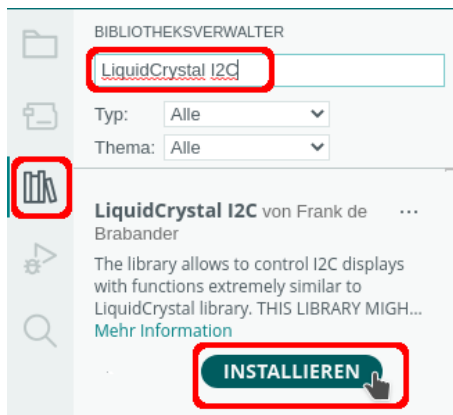 BIBLIOTHEKSVERWALTER
LiquidCrystal I2C
Typ: Alle
Thema: Alle
LiquidCrystal I2C von Frank de ...
Brabander
The library allows to control I2C displays
with functions extremely similar to
LiquidCrystal library. THIS LIBRARY MIGH...
Mehr Information
INSTALLIEREN